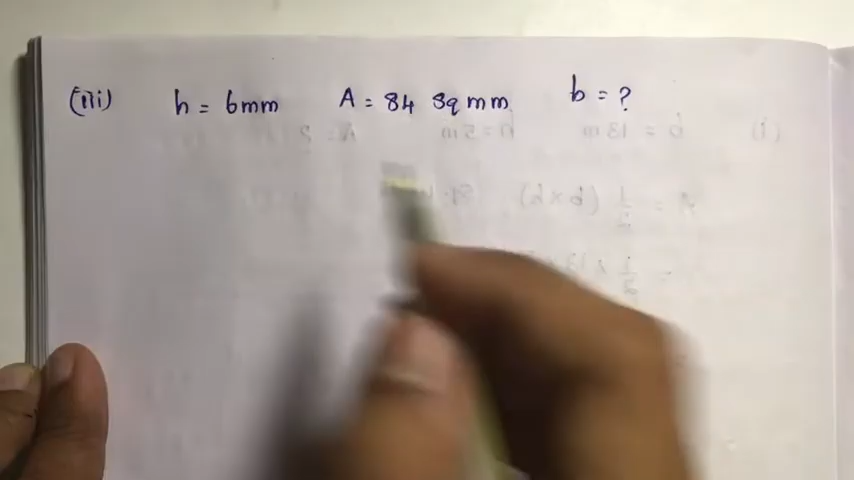 (iii) h = 6mm A = 84 sq mm b = ?